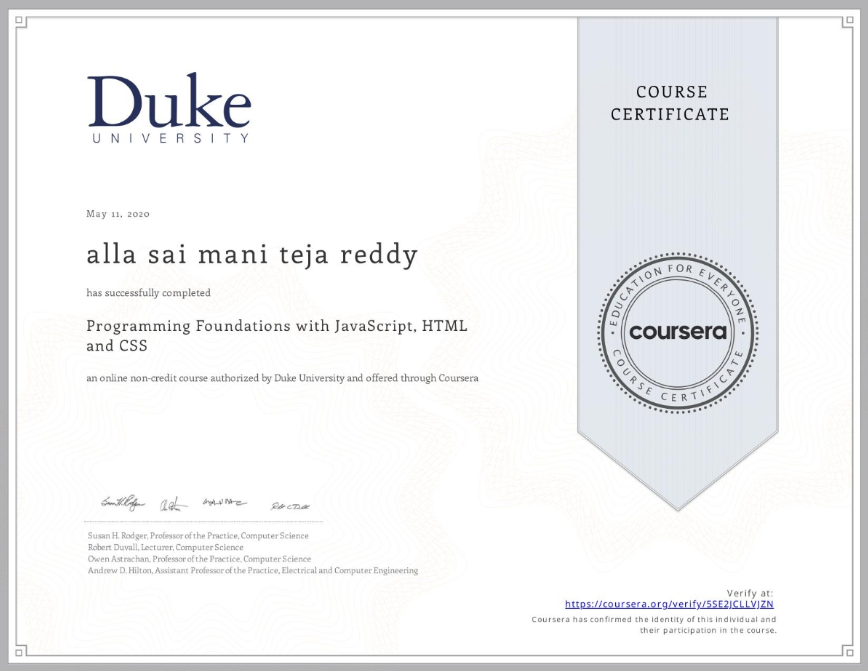 Duke
UNIVERSITY
COURSE
CERTIFICATE
May 11, 2020
alla sai mani teja reddy
has successfully completed
Programming Foundations with JavaScript, HTML
and CSS
an online non-credit course authorized by Duke University and offered through Coursera
EDUCATION FOR EVERYONE
coursera
COURSE CERTIFICATE
Susan H. Rodger, Professor of the Practice, Computer Science
Robert Duvall, Lecturer, Computer Science
Owen Astrachan, Professor of the Practice, Computer Science
Andrew D. Hilton, Assistant Professor of the Practice, Electrical and Computer Engineering
Verify at:
https://coursera.org/verify/5SE2JCLLVJZN
Coursera has confirmed the identity of this individual and
their participation in the course.